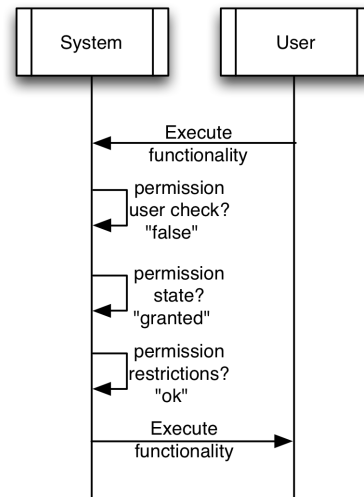 System
User
Execute
functionality
permission
user check?
"false"
permission
state?
"granted"
permission
restrictions?
"ok"
Execute
functionality